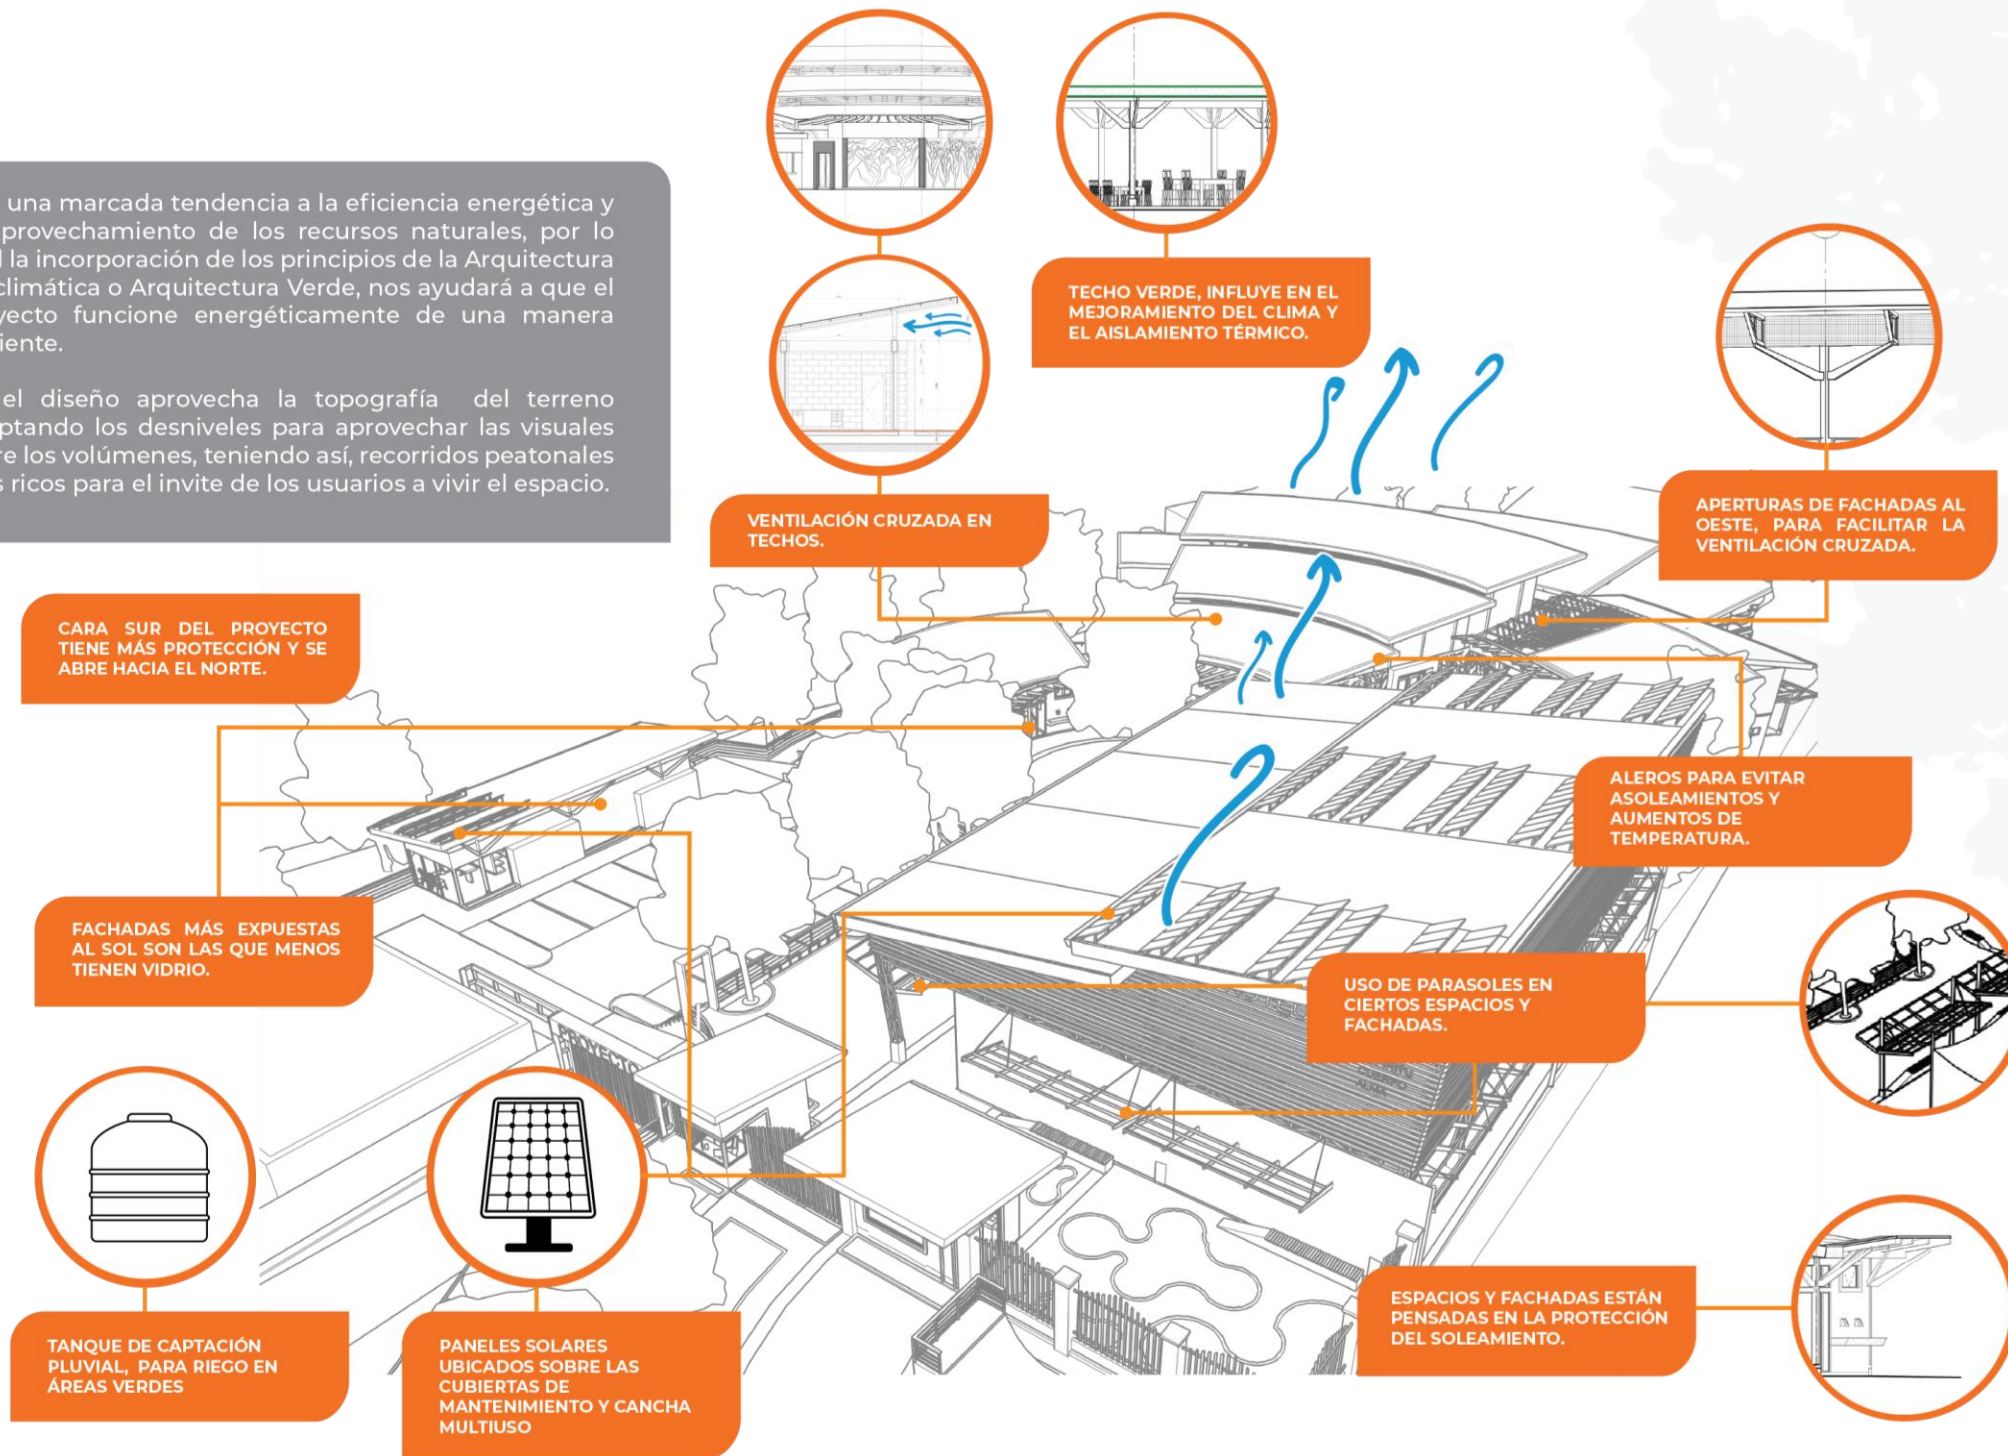 una marcada tendencia a la eficiencia energética y
provechamiento de los recursos naturales, por lo
la incorporación de los principios de la Arquitectura
climática o Arquitectura Verde, nos ayudará a que el
yecto funcione energéticamente de una manera
iente.
el diseño aprovecha la topografía del terreno
ptando los desniveles para aprovechar las visuales
re los volúmenes, teniendo así, recorridos peatonales
s ricos para el invite de los usuarios a vivir el espacio.
TECHO VERDE, INFLUYE EN EL
MEJORAMIENTO DEL CLIMA Y
EL AISLAMIENTO TÉRMICO.
VENTILACIÓN CRUZADA EN
TECHOS.
APERTURAS DE FACHADAS AL
OESTE, PARA FACILITAR LA
VENTILACIÓN CRUZADA.
CARA SUR DEL PROYECTO
TIENE MÁS PROTECCIÓN Y SE
ABRE HACIA EL NORTE.
ALEROS PARA EVITAR
ASOLEAMIENTOS Y
AUMENTOS DE
TEMPERATURA.
FACHADAS MÁS EXPUESTAS
AL SOL SON LAS QUE MENOS
TIENEN VIDRIO.
USO DE PARASOLES EN
CIERTOS ESPACIOS Y
FACHADAS.
PROYECTO
ESPACIOS Y FACHADAS ESTÁN
PENSADAS EN LA PROTECCIÓN
DEL SOLEAMIENTO.
TANQUE DE CAPTACIÓN
PLUVIAL, PARA RIEGO EN
ÁREAS VERDES
PANELES SOLARES
UBICADOS SOBRE LAS
CUBIERTAS DE
MANTENIMIENTO Y CANCHA
MULTIUSO